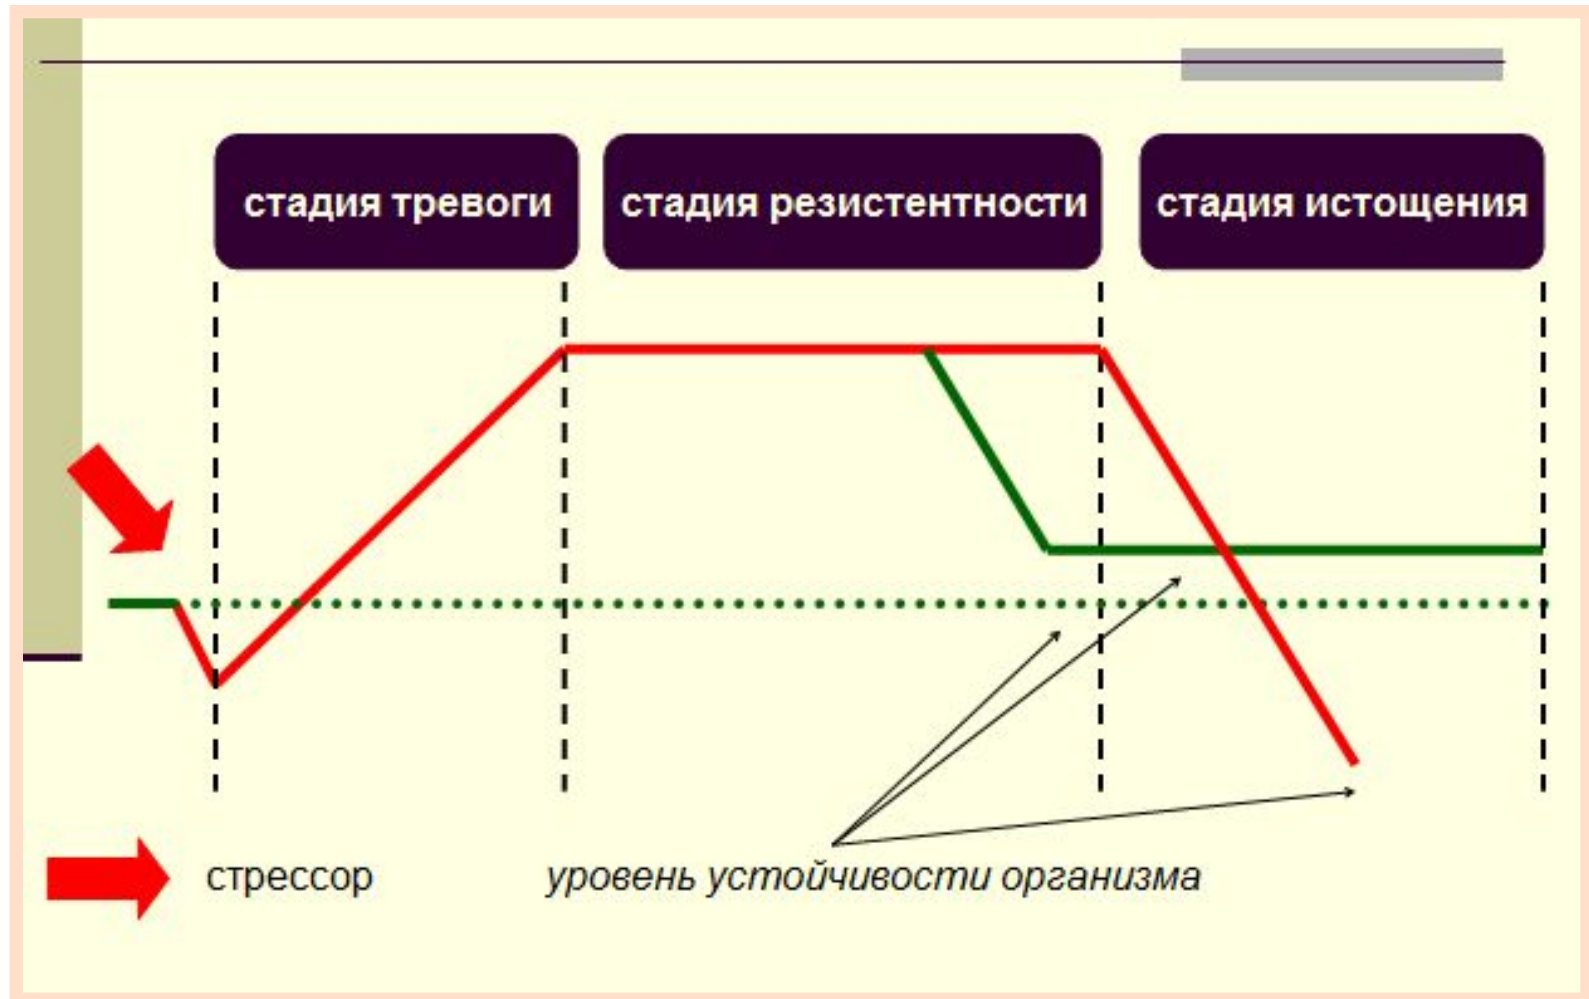 стадия тревоги
стадия резистентности
стадия истощения
стрессор
уровень устойчивости организма